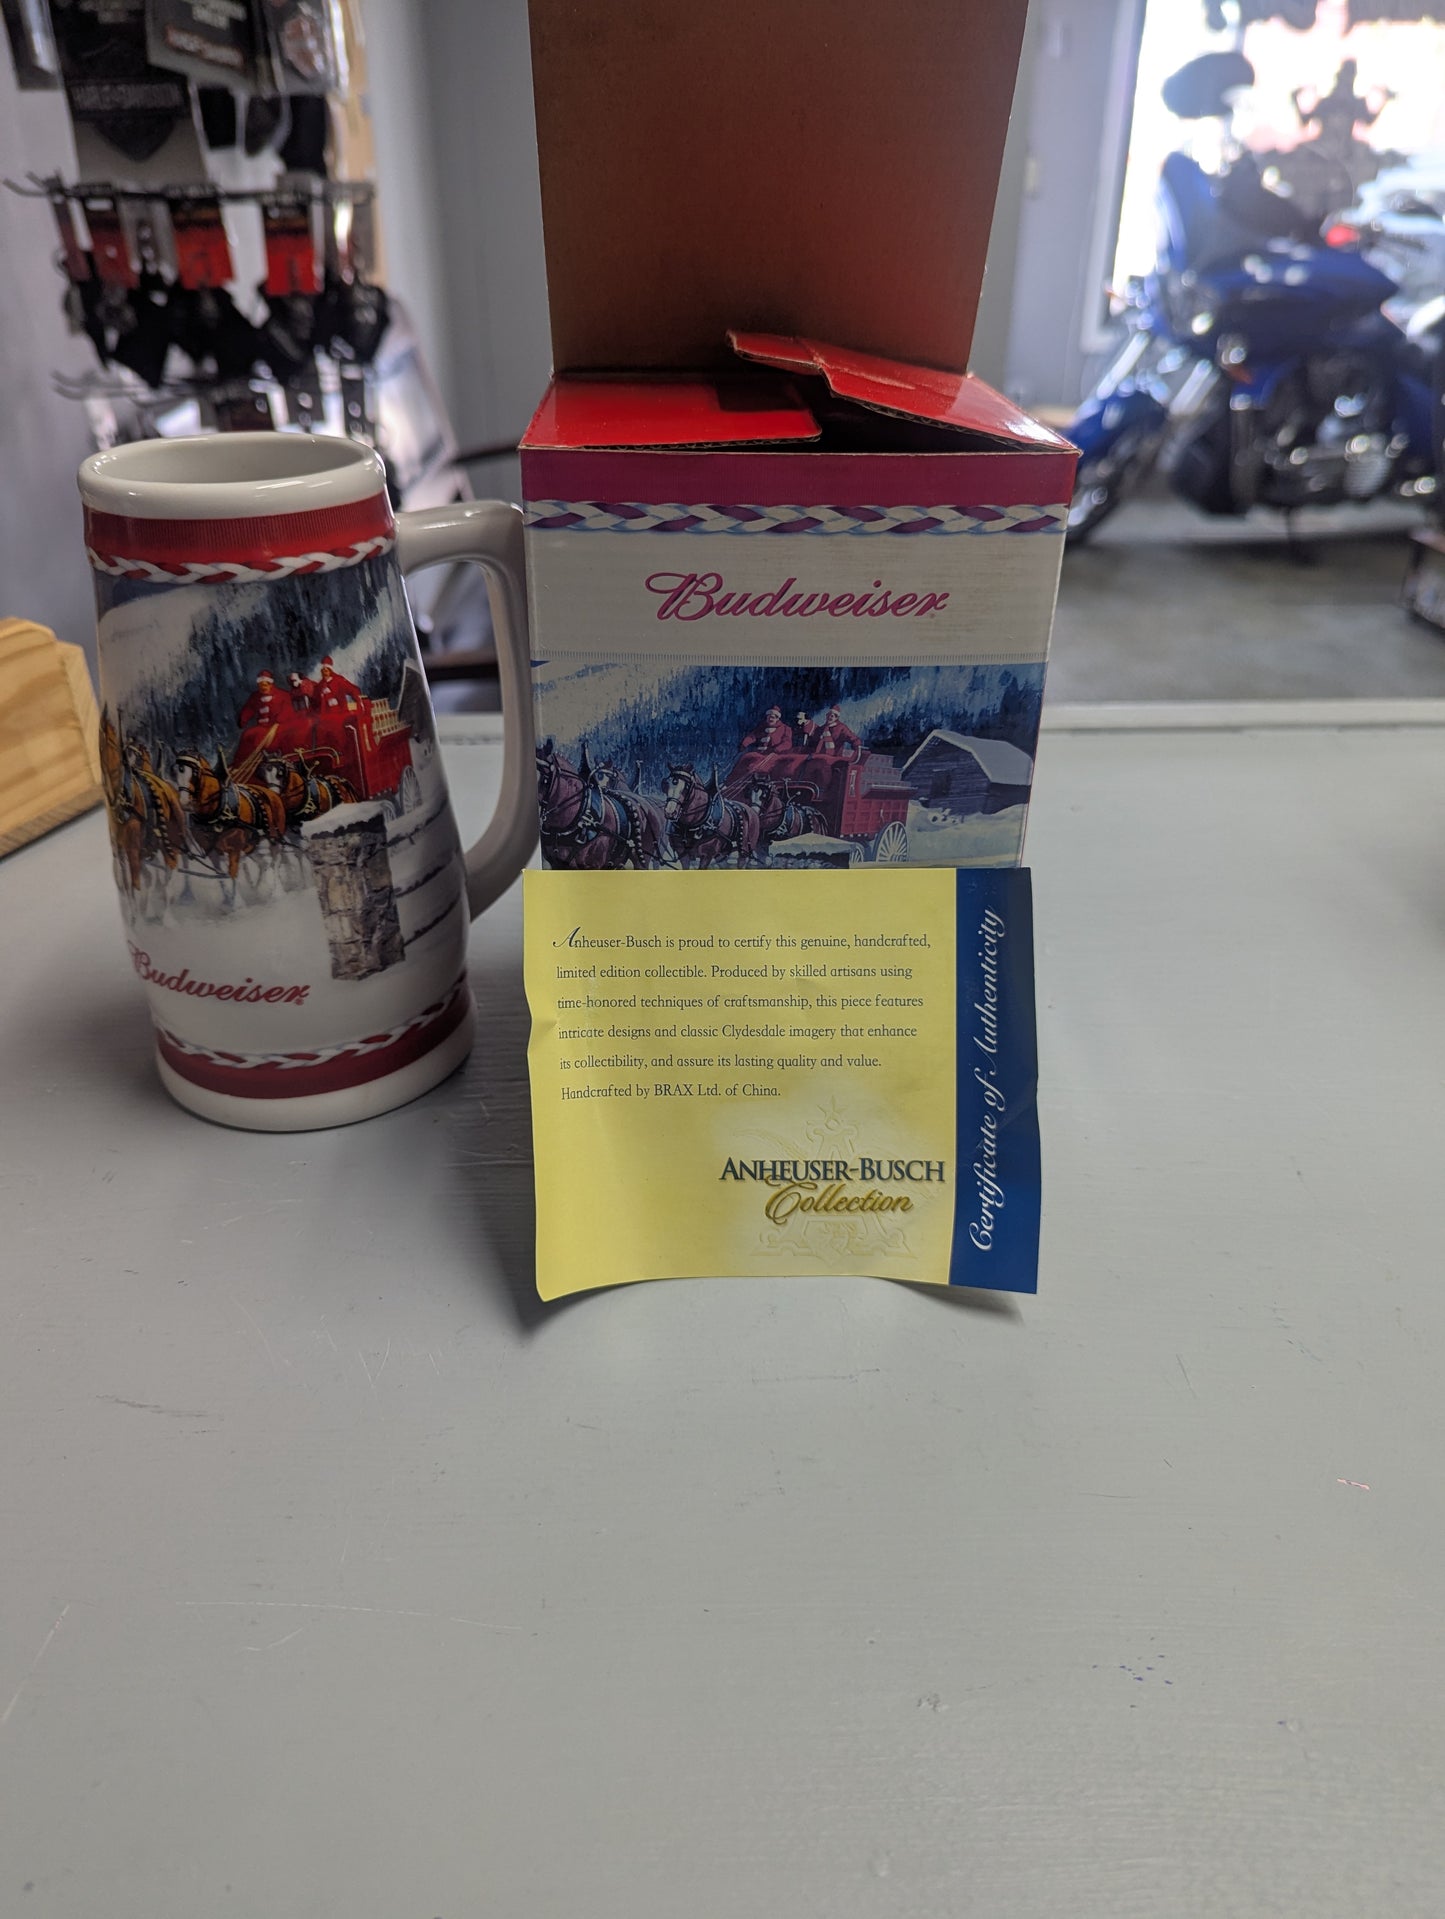 HARLEY-DAVIDSON
Budweiser
Budweiser
Anheuser-Busch is proud to certify this genuine, handcrafted,
limited edition collectible. Produced by skilled artisans using
time-honored techniques of craftsmanship, this piece features
intricate designs and classic Clydesdale imagery that enhance
its collectibility, and assure its lasting quality and value.
Handcrafted by BRAX Ltd. of China.
ANHEUSER-BUSCH
Collection
Certificate of Authenticity